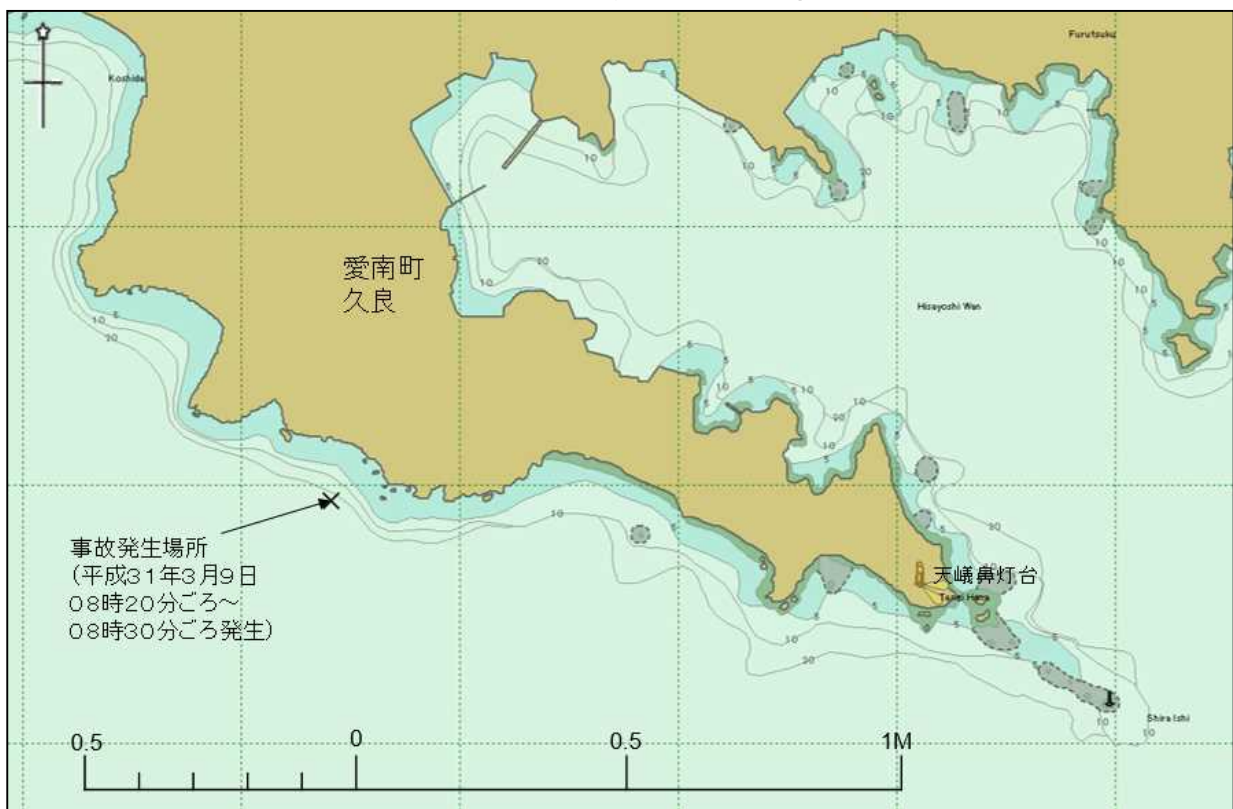 Furutsuku
Koshida
愛南町
久良
Hisayoshi Wan
事故発生場所
(平成31年3月9日
08時20分ごろ~
08時30分ごろ発生)
天嶬鼻灯台
Shira Ishi
0.5
0
0.5
1M